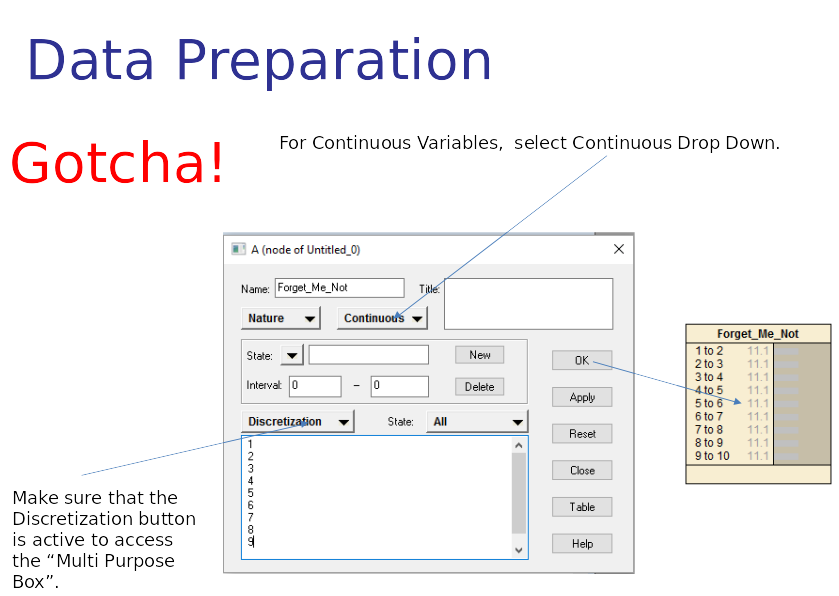 Data Preparation
Gotcha!
For Continuous Variables,  select Continuous Drop Down.
A (node of Untitled_0)
Name: Forget_Me_Not Title:
Nature Continuous
State: New
Interval: 0 – 0 Delete
Discretization State: All
1
2
3
4
5
6
7
8
9
OK
Apply
Reset
Close
Table
Help
Forget_Me_Not
1 to 2 11.1
2 to 3 11.1
3 to 4 11.1
4 to 5 11.1
5 to 6 11.1
6 to 7 11.1
7 to 8 11.1
8 to 9 11.1
9 to 10 11.1
Make sure that the
Discretization button
is active to access
the “Multi Purpose
Box”.